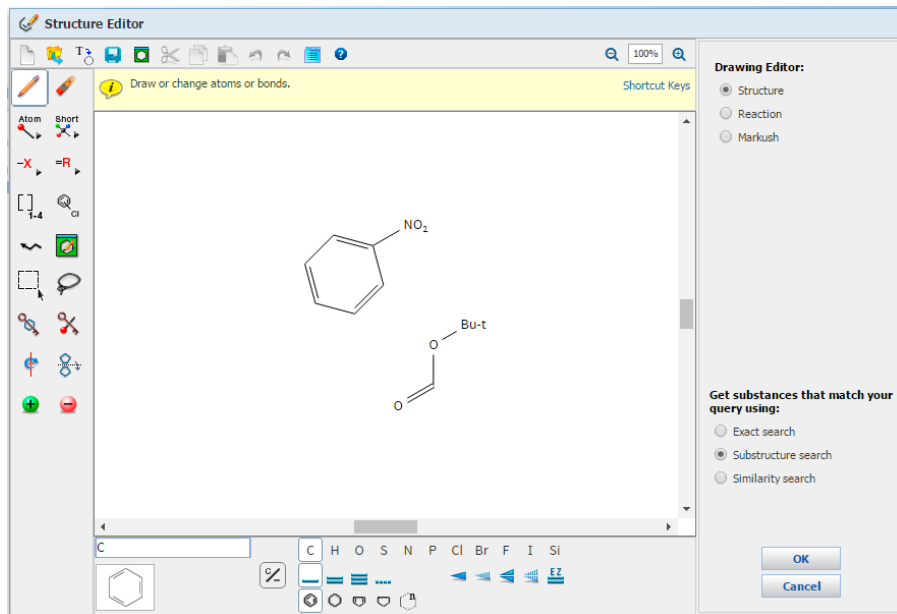 Structure Editor
100%
Draw or change atoms or bonds.
Shortcut Keys
Atom
Short
-X
=R
1-4
Cl
NO2
Bu-t
O
O
Drawing Editor:
Structure
Reaction
Markush
Get substances that match your
query using:
Exact search
Substructure search
Similarity search
C
C H O S N P Cl Br F I Si
EZ
n
OK
Cancel